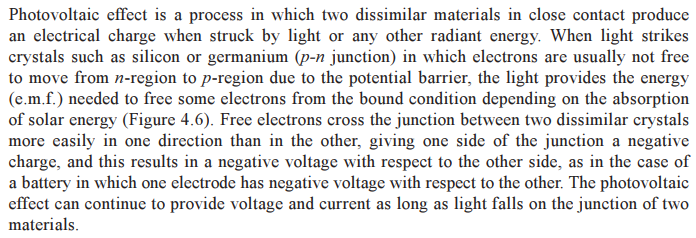 Photovoltaic effect is a process in which two dissimilar materials in close contact produce
an electrical charge when struck by light or any other radiant energy. When light strikes
crystals such as silicon or germanium (p-n junction) in which electrons are usually not free
to move from n-region to p-region due to the potential barrier, the light provides the energy
(e.m.f.) needed to free some electrons from the bound condition depending on the absorption
of solar energy (Figure 4.6). Free electrons cross the junction between two dissimilar crystals
more easily in one direction than in the other, giving one side of the junction a negative
charge, and this results in a negative voltage with respect to the other side, as in the case of
a battery in which one electrode has negative voltage with respect to the other. The photovoltaic
effect can continue to provide voltage and current as long as light falls on the junction of two
materials.